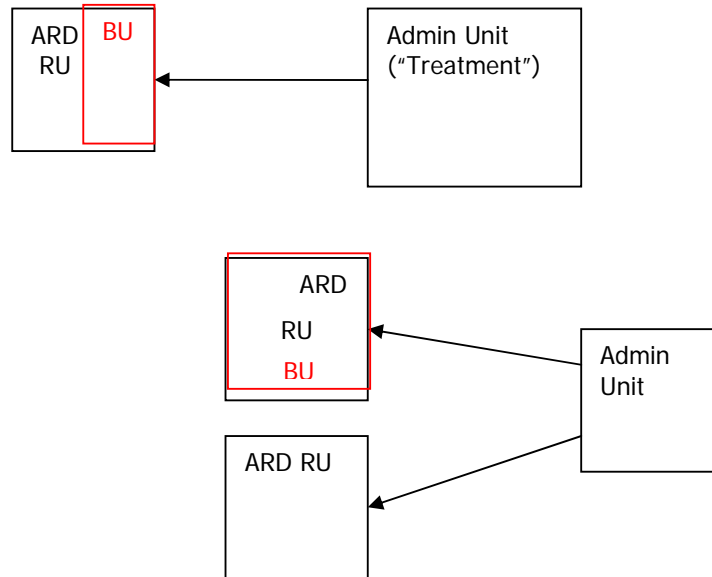 ARD
RU
BU
Admin Unit
("Treatment")
ARD
RU
BU
Admin
Unit
ARD RU